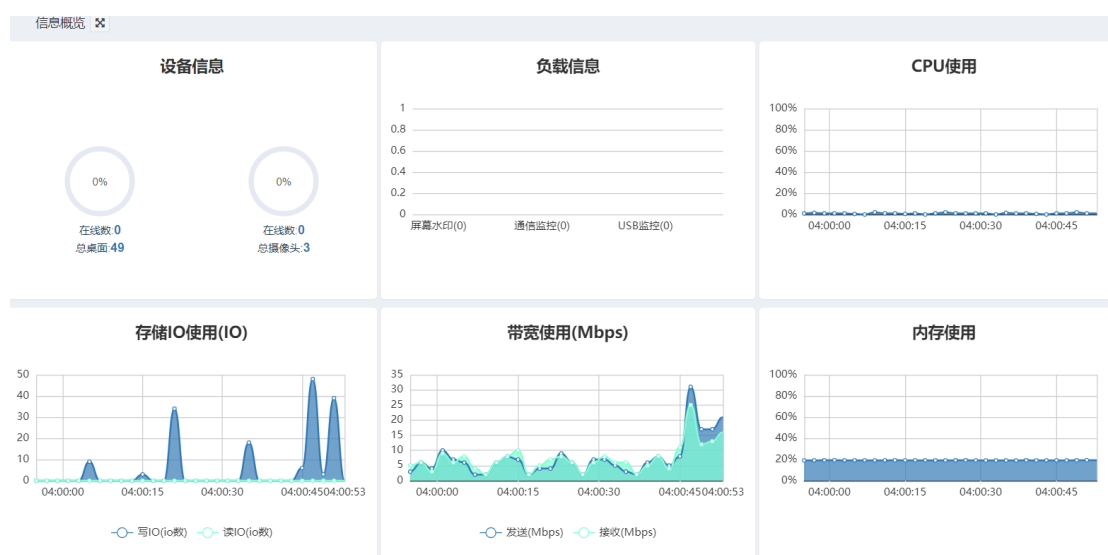 信息概览
设备信息
0%
在线数:0
总桌面:49
0%
在线数:0
总摄像头:3
负载信息
1
0.8
0.6
0.4
0.2
0
屏幕水印(0) 通信监控(0) USB监控(0)
CPU使用
100%
80%
60%
40%
20%
0%
04:00:00 04:00:15 04:00:30 04:00:45
存储IO使用(IO)
50
40
30
20
10
0
04:00:00 04:00:15 04:00:30 04:00:45 04:00:53
写IO(io数) 读IO(io数)
带宽使用(Mbps)
35
30
25
20
15
10
5
0
04:00:00 04:00:15 04:00:30 04:00:45 04:00:53
发送(Mbps) 接收(Mbps)
内存使用
100%
80%
60%
40%
20%
0%
04:00:00 04:00:15 04:00:30 04:00:45